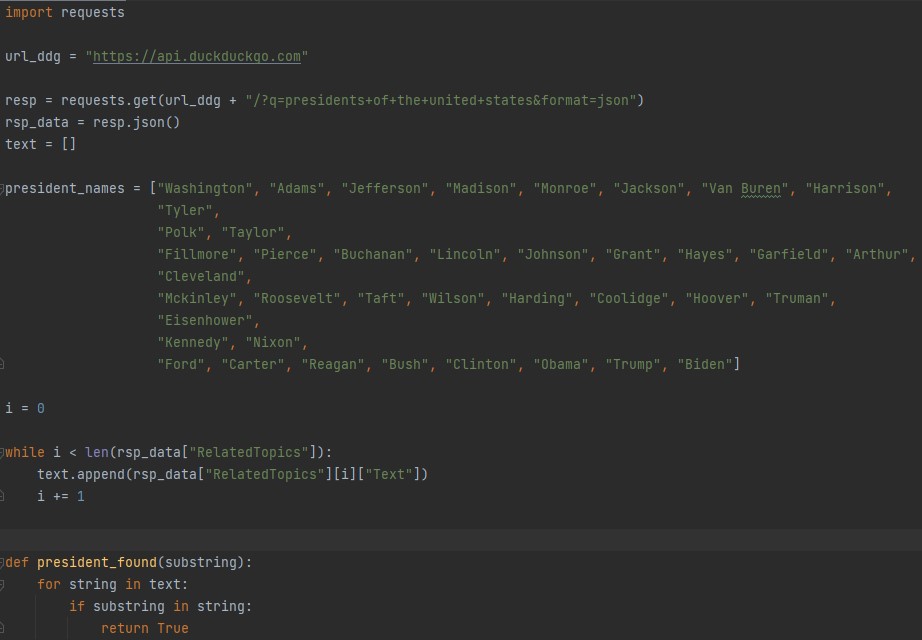 import requests
url_ddg = "https://api.duckduckgo.com"
resp = requests.get(url_ddg + "/?q=presidents+of+the+united+states&format=json")
rsp_data = resp.json()
text = []
president_names = ["Washington", "Adams", "Jefferson", "Madison", "Monroe", "Jackson", "Van Buren", "Harrison",
"Tyler",
"Polk", "Taylor",
"Fillmore", "Pierce", "Buchanan", "Lincoln", "Johnson", "Grant", "Hayes", "Garfield", "Arthur",
"Cleveland",
"Mckinley", "Roosevelt", "Taft", "Wilson", "Harding", "Coolidge", "Hoover", "Truman",
"Eisenhower",
"Kennedy", "Nixon",
"Ford", "Carter", "Reagan", "Bush", "Clinton", "Obama", "Trump", "Biden"]
i = 0
while i < len(rsp_data["RelatedTopics"]):
text.append(rsp_data["RelatedTopics"][i]["Text"])
i += 1
def president_found(substring):
for string in text:
if substring in string:
return True